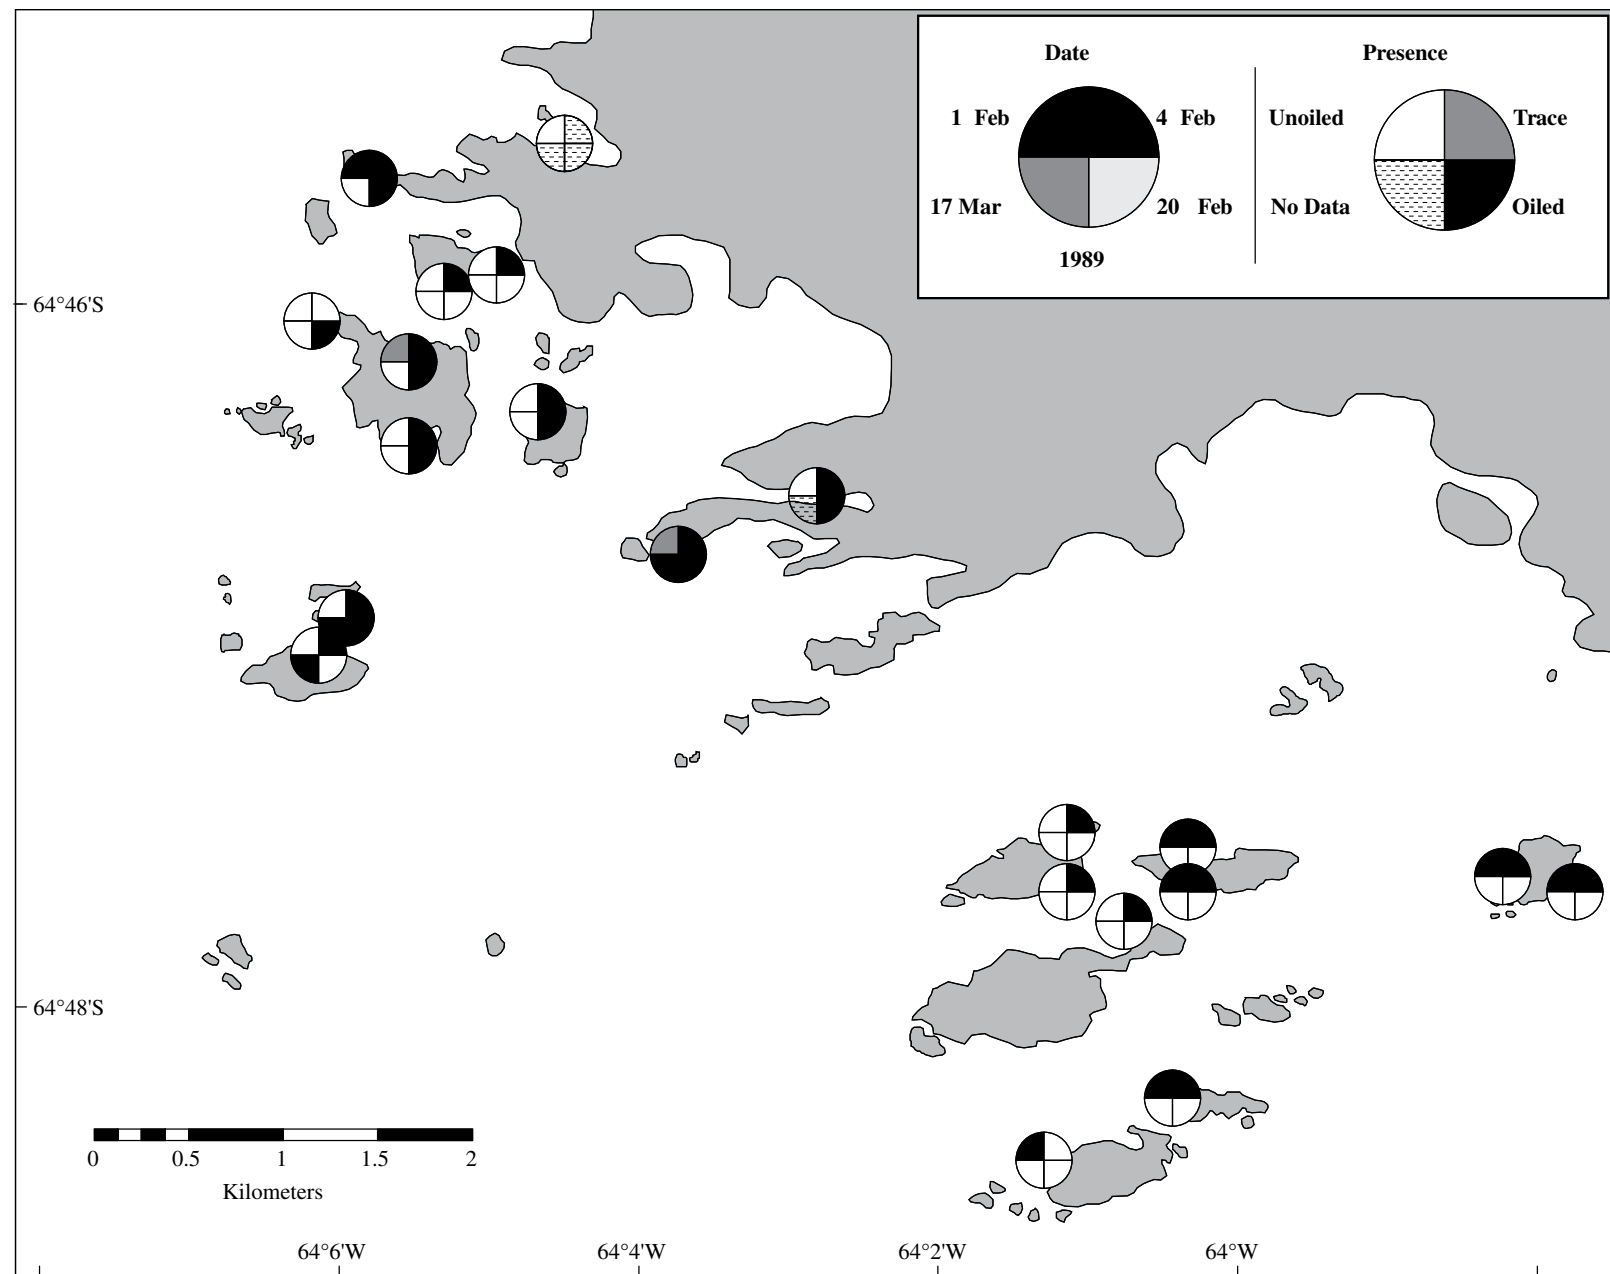 Date Presence
1 Feb 4 Feb Unoiled Trace
17 Mar 20 Feb No Data Oiled
1989
64°46'S
64°48'S
0 0.5 1 1.5 2
Kilometers
64°6'W 64°4'W 64°2'W 64°W